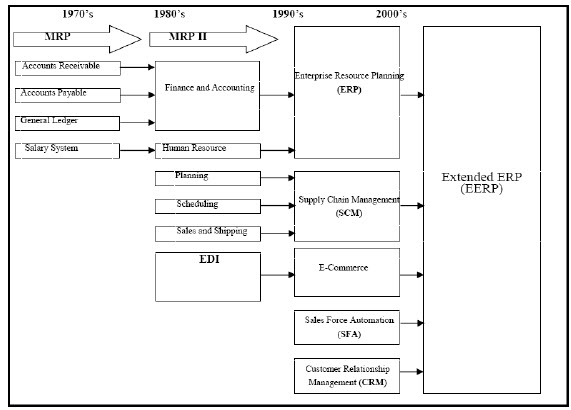 1970's 1980's 1990's 2000's
MRP MRP II
Accounts Receivable
Accounts Payable
General Ledger
Salary System
Finance and Accounting
Human Resource
Planning
Scheduling
Sales and Shipping
EDI
Enterprise Resource Planning
(ERP)
Supply Chain Management
(SCM)
E-Commerce
Sales Force Automation
(SFA)
Customer Relationship
Management (CRM)
Extended ERP
(EERP)